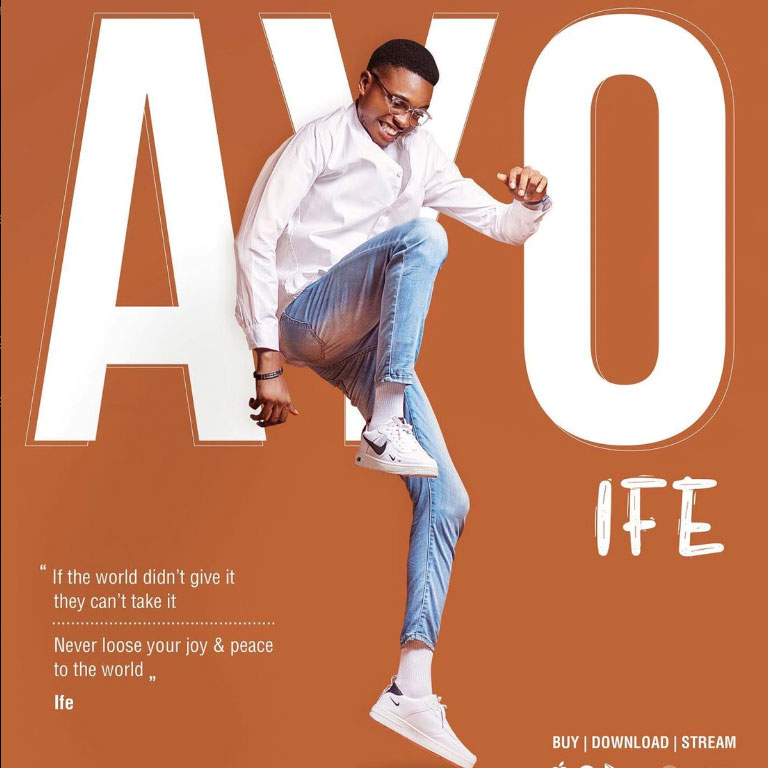 AYO
IFE
“ If the world didn’t give it
they can’t take it
Never loose your joy & peace
to the world „
Ife
BUY | DOWNLOAD | STREAM